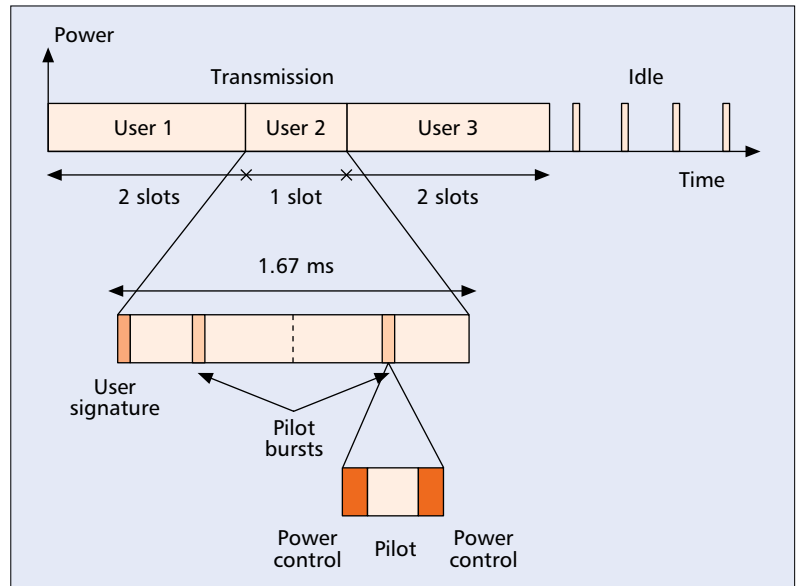 Power
Transmission
Idle
User 1
User 2
User 3
Time
2 slots
1 slot
2 slots
1.67 ms
User
signature
Pilot
bursts
Power
control
Pilot
Power
control